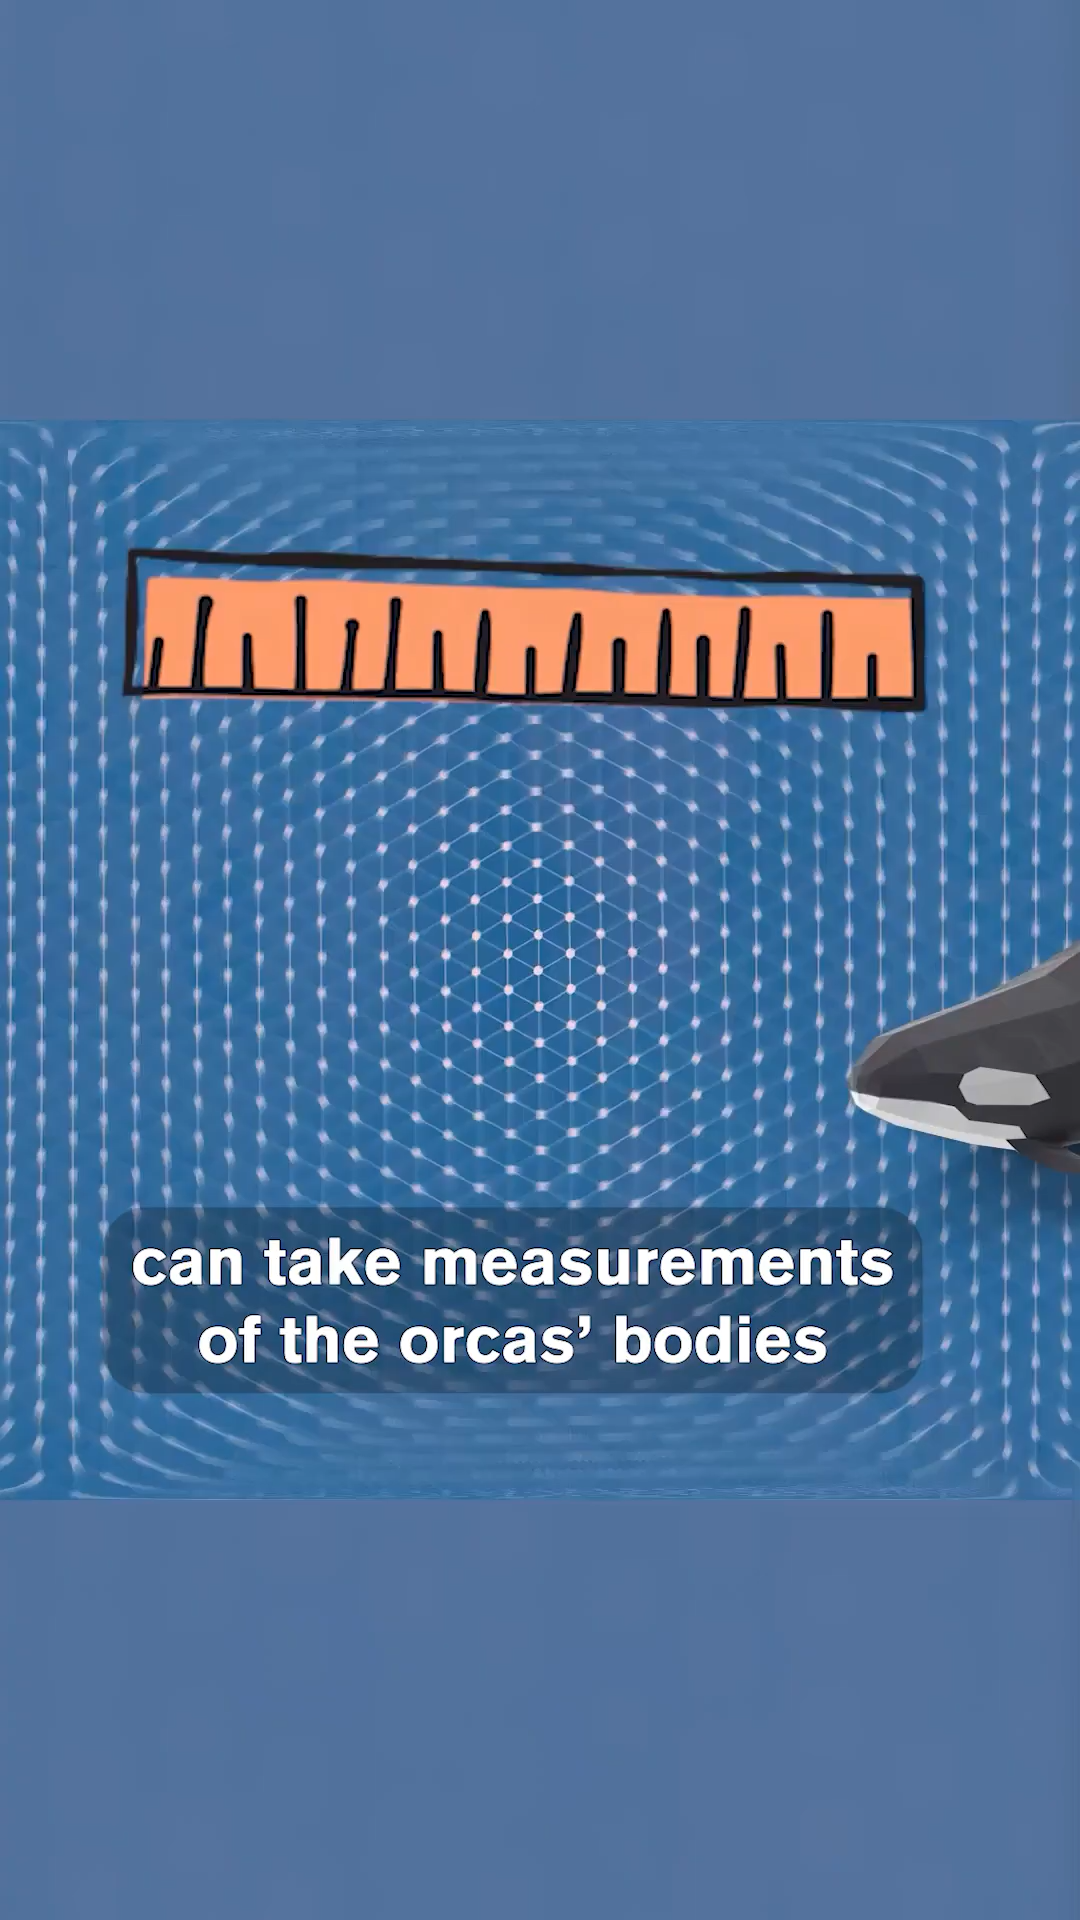 can take measurements
of the orcas’ bodies